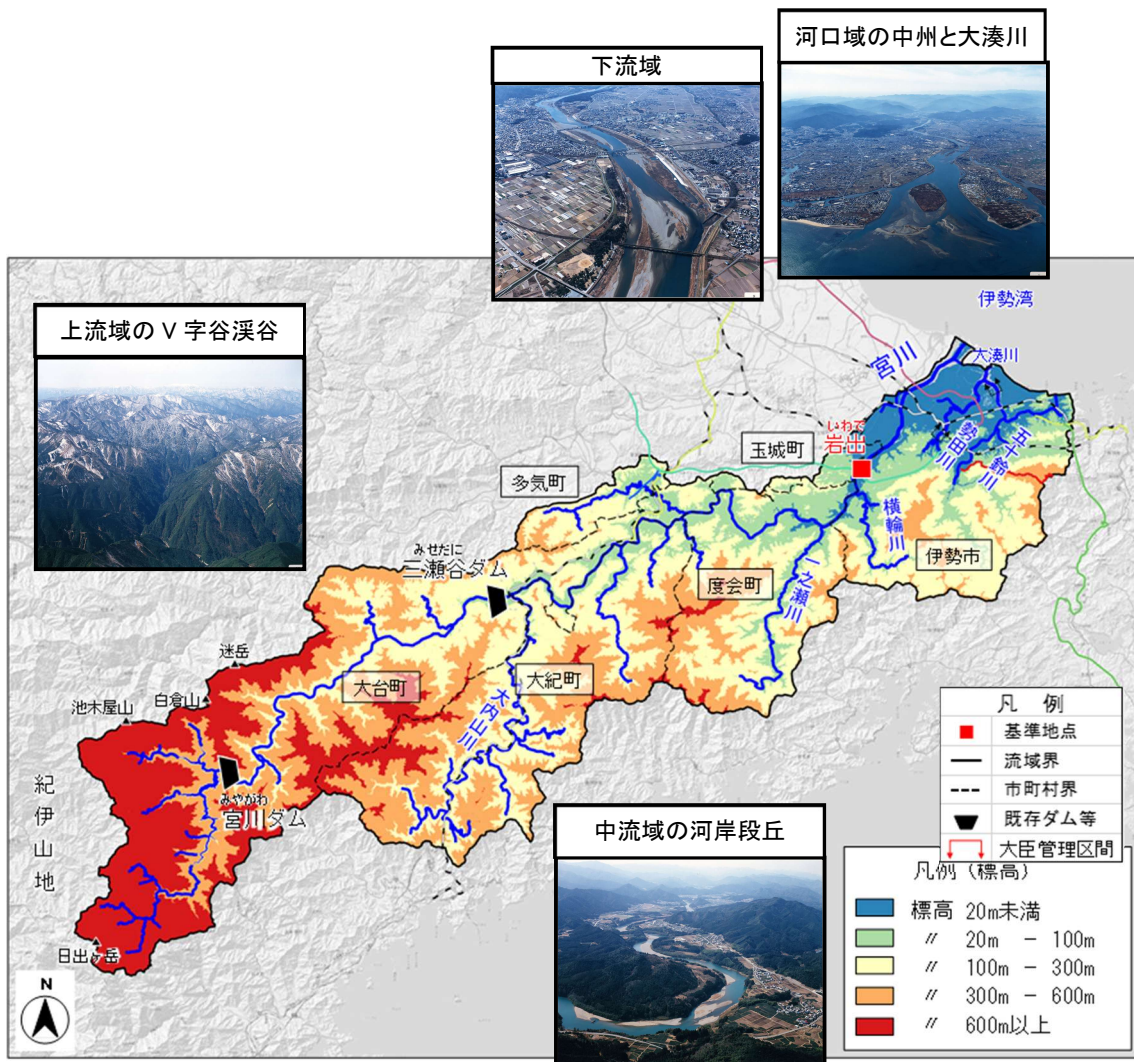 河口域の中州と大湊川
下流域
上流域のV字谷渓谷
伊勢湾
大湊川
宮川
いわで
岩出
玉城町
勢田川
五十鈴川
多気町
横輪川
伊勢市
みせだに
三瀬谷ダム
度会町
一之瀬川
迷岳
大台町
大紀町
白倉山
池木屋山
大内山川
紀伊山地
みやがわ
宮川ダム
日出ヶ岳
N
中流域の河岸段丘
凡例
基準地点
流域界
市町村界
既存ダム等
大臣管理区間
凡例(標高)
標高 20m未満
〃 20m － 100m
〃 100m － 300m
〃 300m － 600m
〃 600m以上